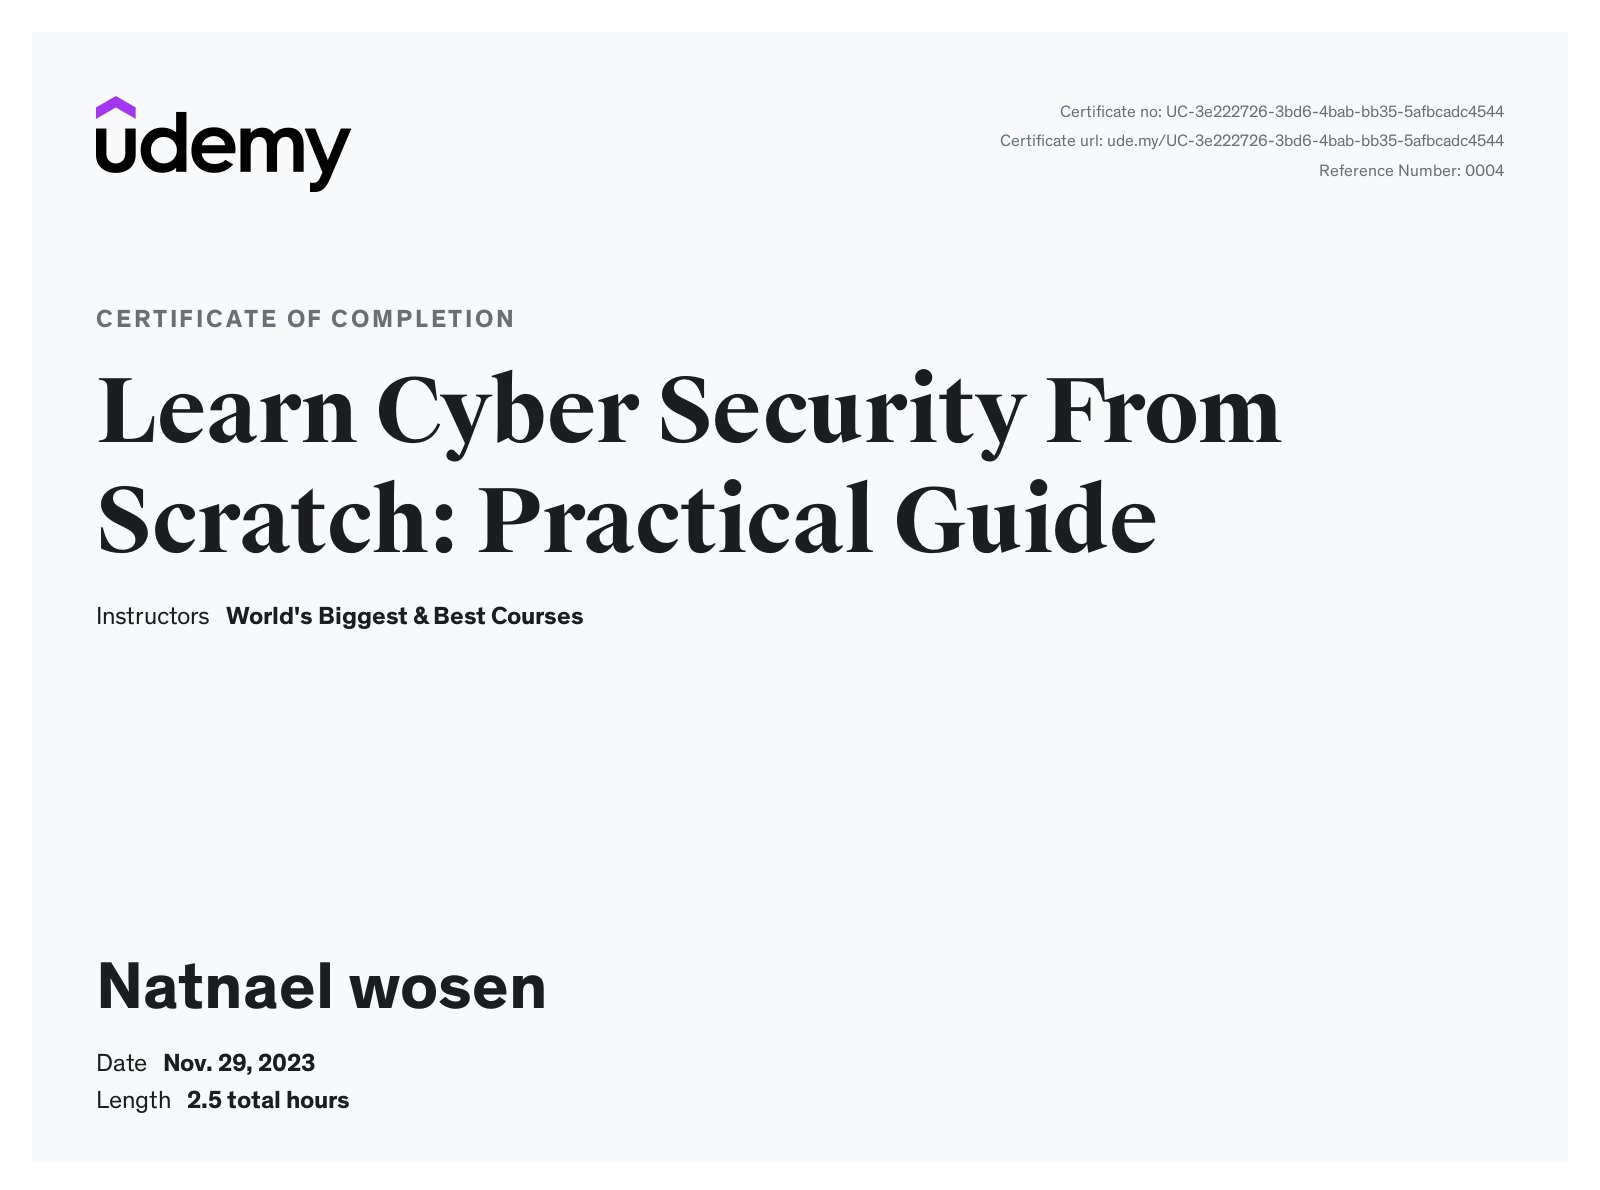 udemy
Certificate no: UC-3e222726-3bd6-4bab-bb35-5afbcadc4544
Certificate url: ude.my/UC-3e222726-3bd6-4bab-bb35-5afbcadc4544
Reference Number: 0004
CERTIFICATE OF COMPLETION
Learn Cyber Security From
Scratch: Practical Guide
Instructors World's Biggest & Best Courses
Natnael wosen
Date Nov. 29, 2023
Length 2.5 total hours